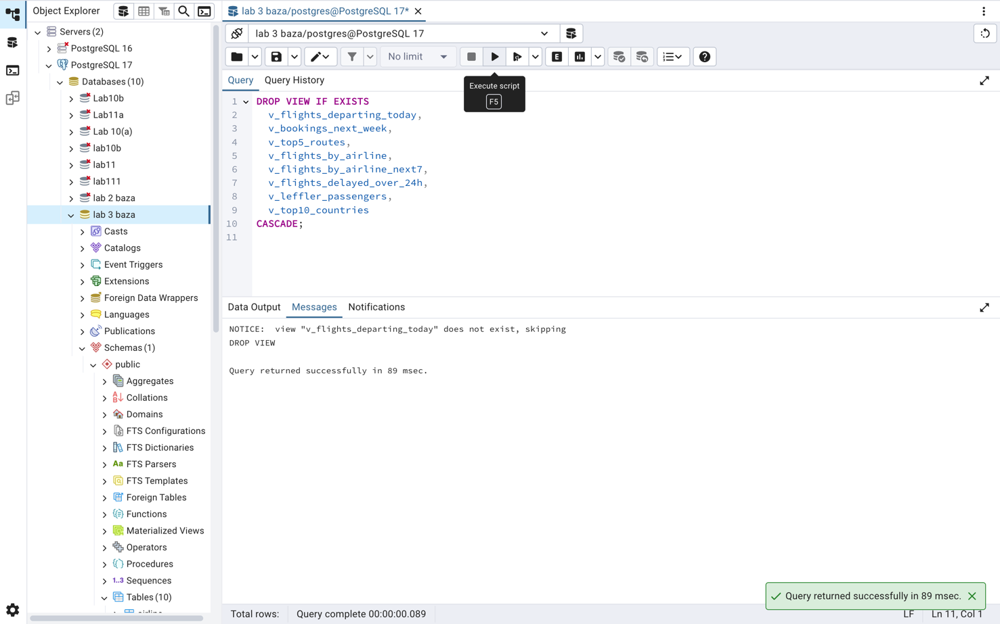 Object Explorer
Servers (2)
PostgreSQL 16
PostgreSQL 17
Databases (10)
Lab10b
Lab11a
Lab 10(a)
lab10b
lab11
lab111
lab 2 baza
lab 3 baza
Casts
Catalogs
Event Triggers
Extensions
Foreign Data Wrappers
Languages
Publications
Schemas (1)
public
Aggregates
Collations
Domains
FTS Configurations
FTS Dictionaries
Aa FTS Parsers
FTS Templates
Foreign Tables
Functions
Materialized Views
Operators
Procedures
1..3 Sequences
Tables (10)
airline
lab 3 baza/postgres@PostgreSQL 17*
lab 3 baza/postgres@PostgreSQL 17
No limit
E
Query Query History
Execute script
F5
1 DROP VIEW IF EXISTS
2 v_flights_departing_today,
3 v_bookings_next_week,
4 v_top5_routes,
5 v_flights_by_airline,
6 v_flights_by_airline_next7,
7 v_flights_delayed_over_24h,
8 v_leffler_passengers,
9 v_top10_countries
10 CASCADE;
11
Data Output Messages Notifications
NOTICE:  view "v_flights_departing_today" does not exist, skipping
DROP VIEW
Query returned successfully in 89 msec.
Query returned successfully in 89 msec.
Total rows: Query complete 00:00:00.089 LF Ln 11, Col 1